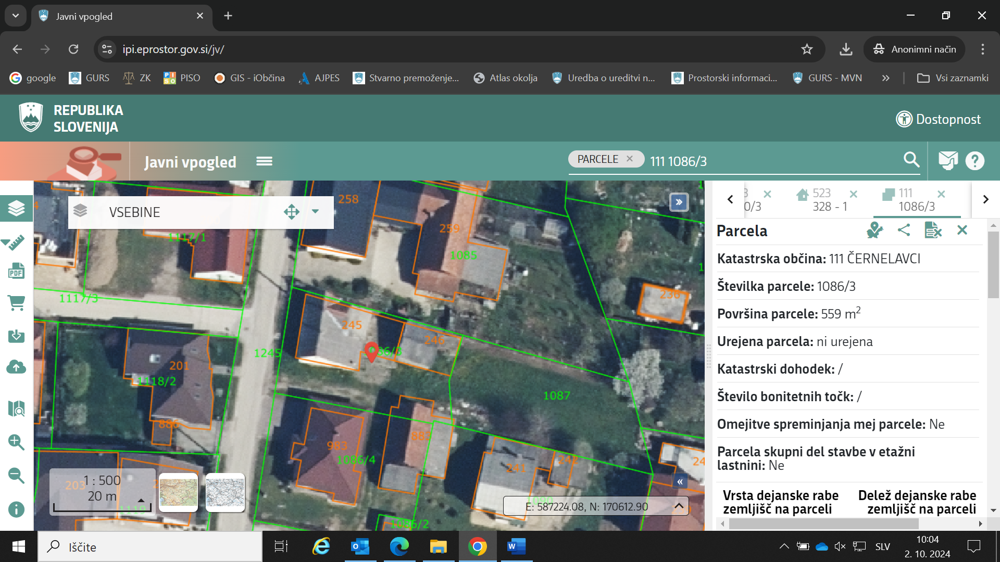 Javni vpogled
ipi.eprostor.gov.si/jv/
Anonimni način
google
GURS
ZK
PISO
GIS - iObčina
AJPES
Stvarno premoženje...
Atlas okolja
Uredba o ureditvi n...
Prostorski informaci...
GURS - MVN
Vsi zaznamki
REPUBLIKA
SLOVENIJA
Dostopnost
Javni vpogled
PARCELE
111 1086/3
VSEBINE
0/3
523
328 - 1
111
1086/3
Parcela
Katastrska občina: 111 ČERNELAVCI
Številka parcele: 1086/3
Površina parcele: 559 m2
Urejena parcela: ni urejena
Katastrski dohodek: /
Število bonitetnih točk: /
Omejitve spreminjanja mej parcele: Ne
Parcela skupni del stavbe v etažni
lastnini: Ne
Vrsta dejanske rabe
zemljišč na parceli
Delež dejanske rabe
zemljišč na parceli
PDF
258
259
1117/1
1085
1117/3
236
245
246
1245
201
1118/2
1087
886
983
882
1086/4
241
242
203
1119
1086/2
1090
1 : 500
20 m
E: 587224.08, N: 170612.90
Iščite
SLV
10:04
2. 10. 2024